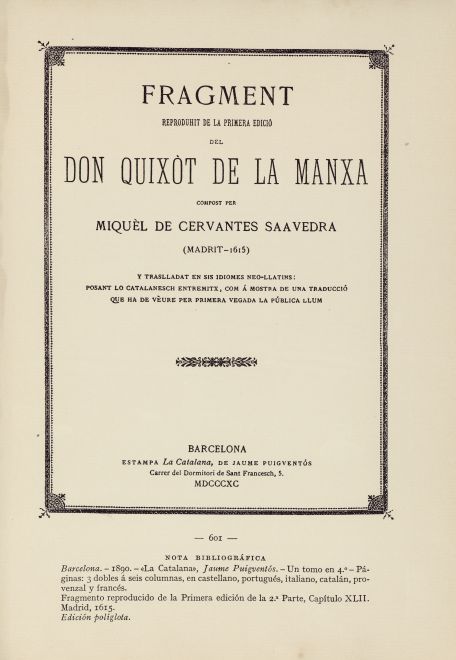 FRAGMENT
REPRODUHIT DE LA PRIMERA EDICIÓ
DEL
DON QUIXÒT DE LA MANXA
COMPOST PER
MIQUÈL DE CERVANTES SAAVEDRA
(MADRIT-1615)
Y TRASLLADAT EN SIS IDIOMES NEO-LLATINS:
POSANT LO CATALANESCH ENTREMITX, COM Á MOSTRA DE UNA TRADUCCIÓ
QUE HA DE VÈURE PER PRIMERA VEGADA LA PÚBLICA LLUM
BARCELONA
ESTAMPA La Catalana, DE JAUME PUIGVENTÓS
Carrer del Dormitori de Sant Francesch, 5.
MDCCCXC
— 601 —
NOTA BIBLIOGRÁFICA
Barcelona. – 1890. – «La Catalana», Jaume Puigventós. – Un tomo en 4.º – Pá-
ginas: 3 dobles á seis columnas, en castellano, portugués, italiano, catalán, pro-
venzal y francés.
Fragmento reproducido de la Primera edición de la 2.ª Parte, Capítulo XLII.
Madrid, 1615.
Edición políglota.